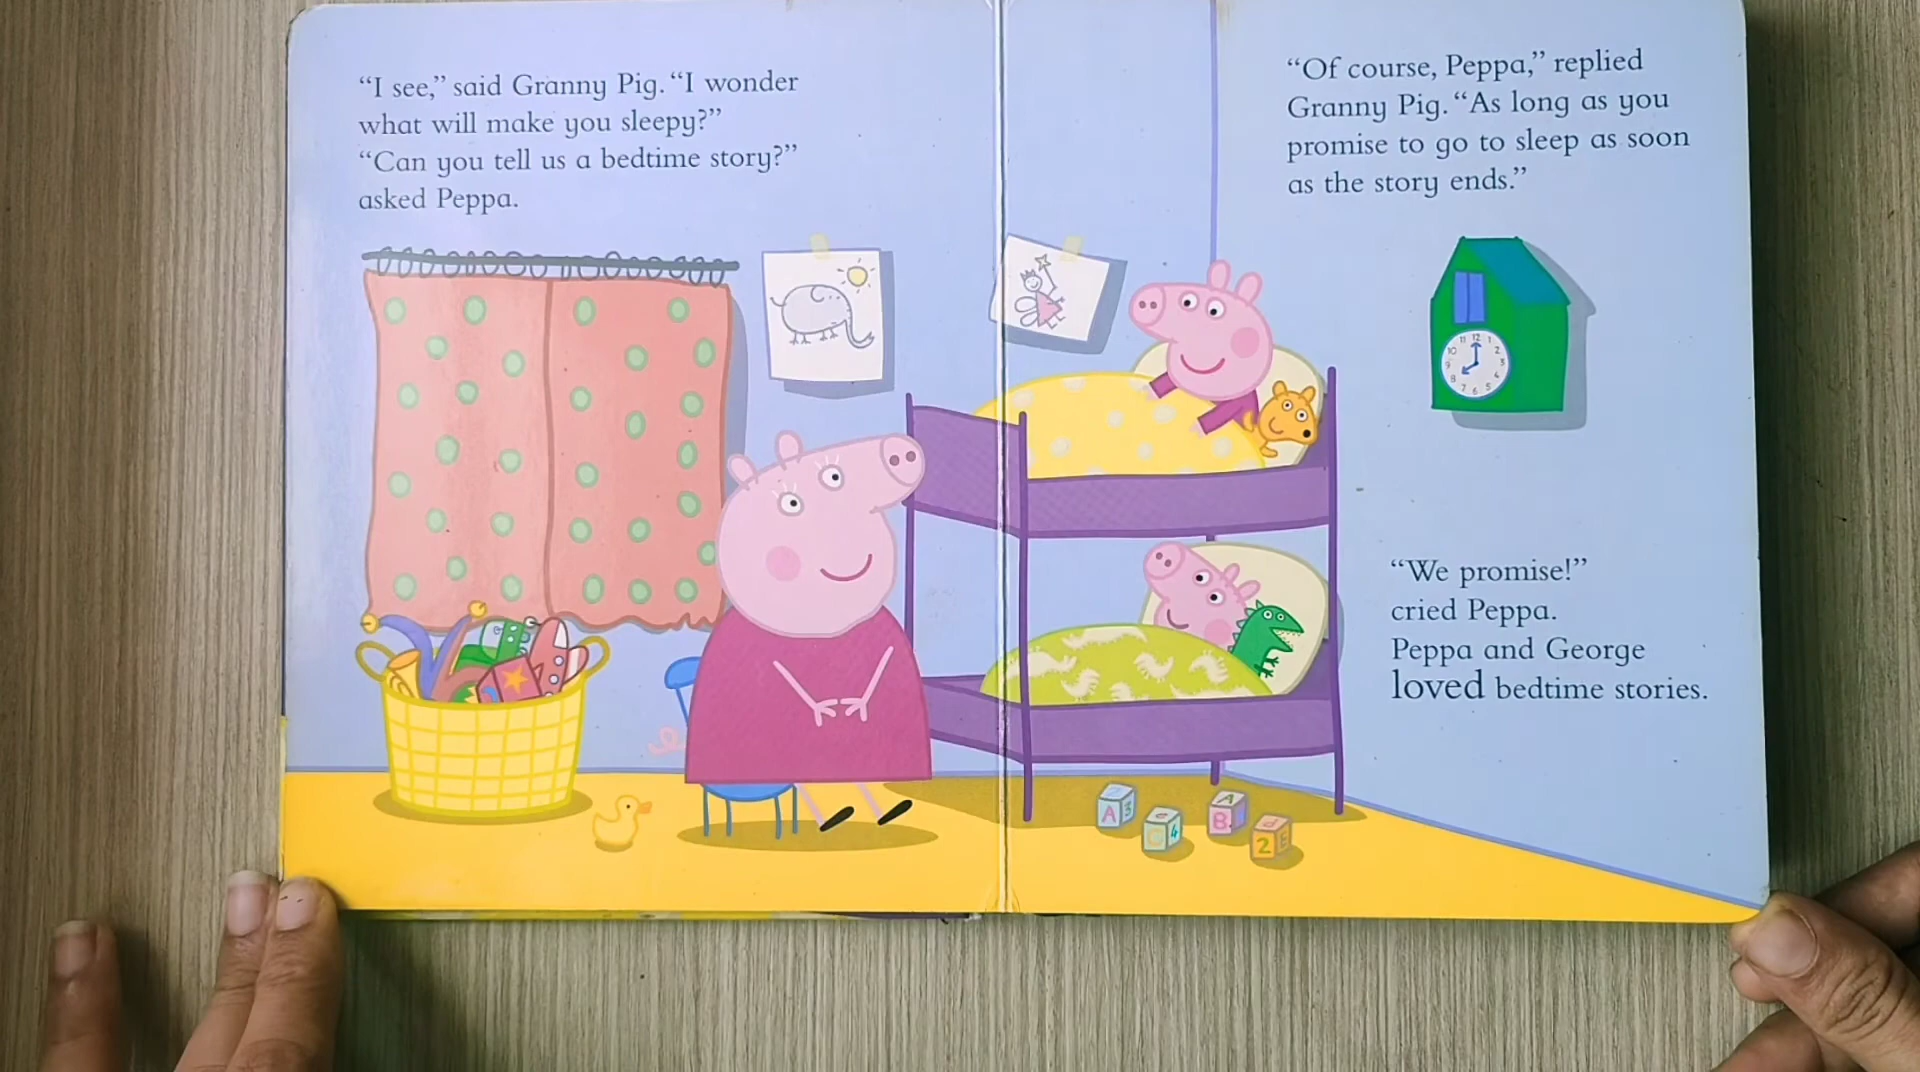 “I see,” said Granny Pig. “I wonder
what will make you sleepy?”
“Can you tell us a bedtime story?”
asked Peppa.
“Of course, Peppa,” replied
Granny Pig. “As long as you
promise to go to sleep as soon
as the story ends.”
“We promise!”
cried Peppa.
Peppa and George
loved bedtime stories.